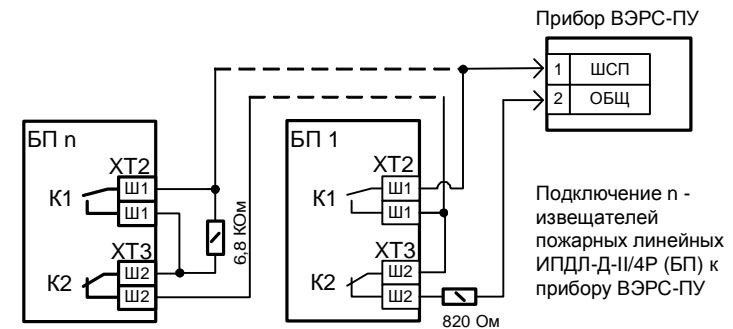 Прибор ВЭРС-ПУ
1 ШСП
2 ОБЩ
БП n
ХТ2
К1
Ш1
Ш1
6,8 КОм
ХТ3
К2
Ш2
Ш2
БП 1
ХТ2
К1
Ш1
Ш1
ХТ3
К2
Ш2
Ш2
820 Ом
Подключение n -
извещателей
пожарных линейных
ИПДЛ-Д-II/4Р (БП) к
прибору ВЭРС-ПУ